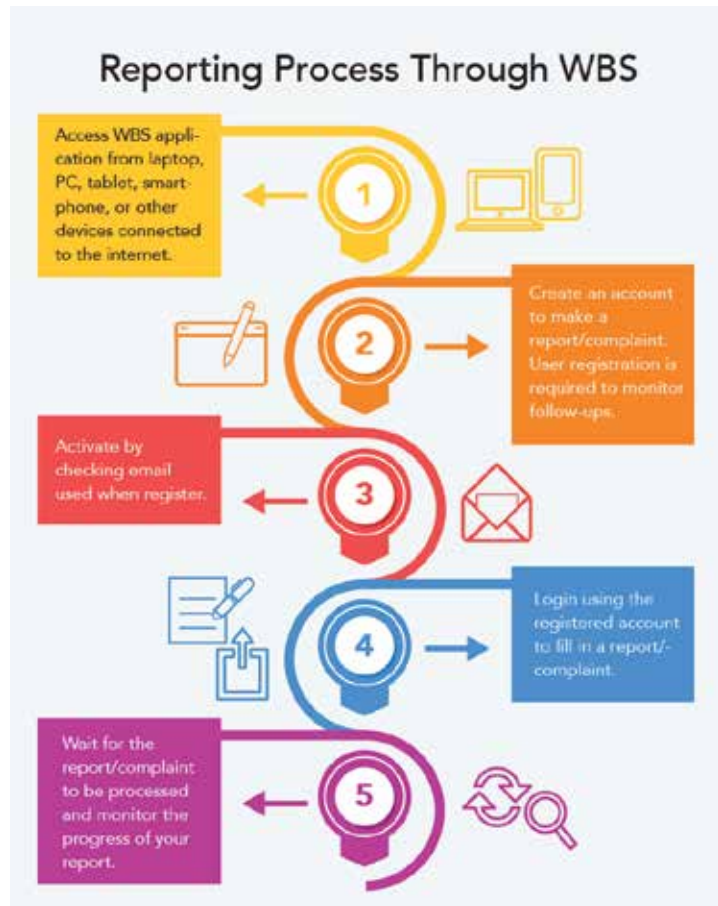 Reporting Process Through WBS
Access WBS appli-
cation from laptop,
PC, tablet, smart-
phone, or other
devices connected
to the internet.
1
2
Create an account
to make a
report/complaint.
User registration is
required to monitor
follow-ups.
Activate by
checking email
used when register.
3
4
Login using the
registered account
to fill in a report/-
complaint.
Wait for the
report/complaint
to be processed
and monitor the
progress of your
report.
5